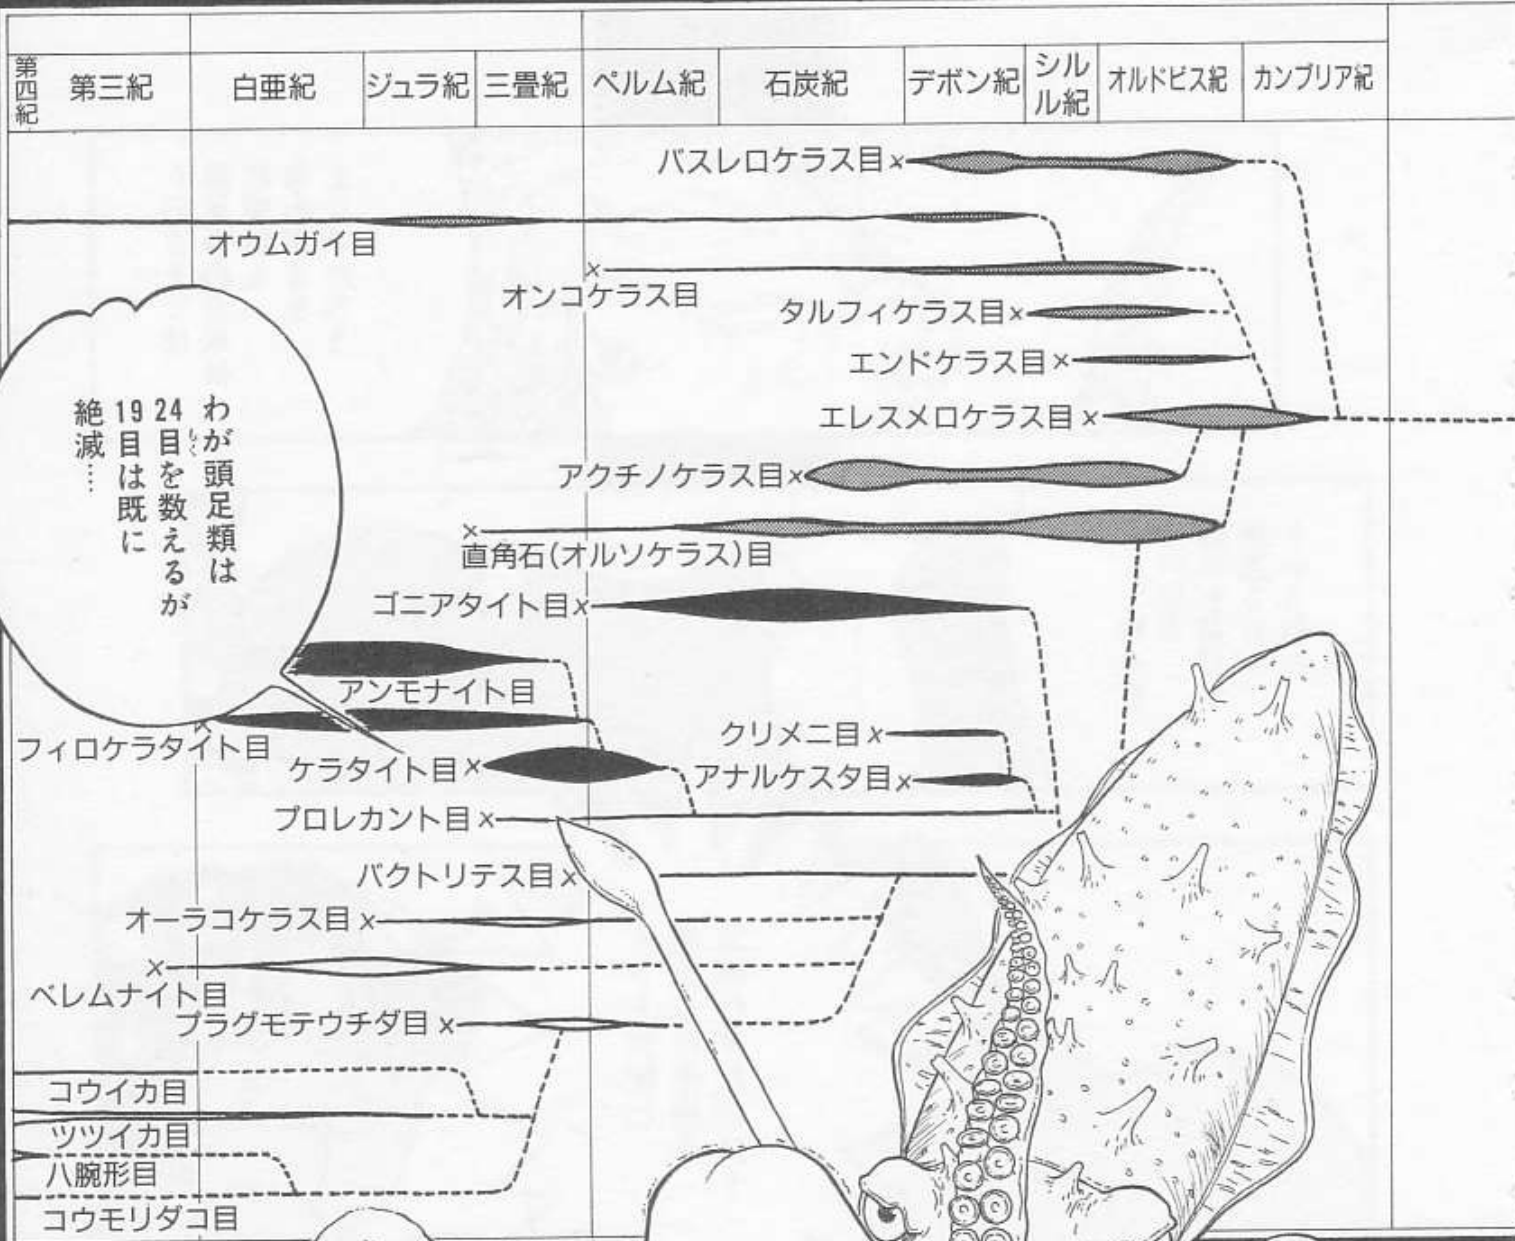 第四紀
第三紀
白亜紀
ジュラ紀
三畳紀
ペルム紀
石炭紀
デボン紀
シルル紀
オルドビス紀
カンブリア紀
バスレロケラス目×
オウムガイ目
×
オンコケラス目
タルフィケラス目×
エンドケラス目×
エレスメロケラス目×
アクチノケラス目×
×
直角石(オルソケラス)目
ゴニアタイト目×
アンモナイト目
フィロケラタイト目
クリメニ目×
ケラタイト目×
アナルケスタ目×
プロレカント目×
バクトリテス目×
オーラコケラス目×
×
ベレムナイト目
プラグモテウチダ目×
コウイカ目
ツツイカ目
八腕形目
コウモリダコ目
わが頭足類は
24目を数えるが
もく
19目は既に
絶滅……